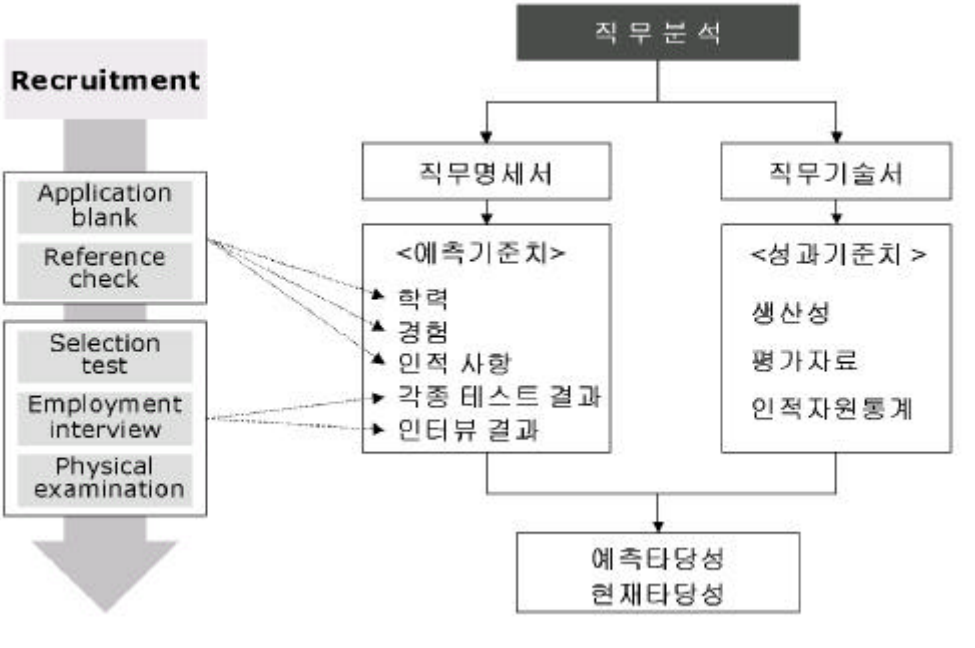 Recruitment
Application
blank
Reference
check
Selection
test
Employment
interview
Physical
examination
직 무 분 석
직무명세서
<예측기준치>
학력
경험
인적 사항
각종 테스트 결과
인터뷰 결과
직무기술서
<성과기준치 >
생산성
평가자료
인적자원통계
예측타당성
현재타당성